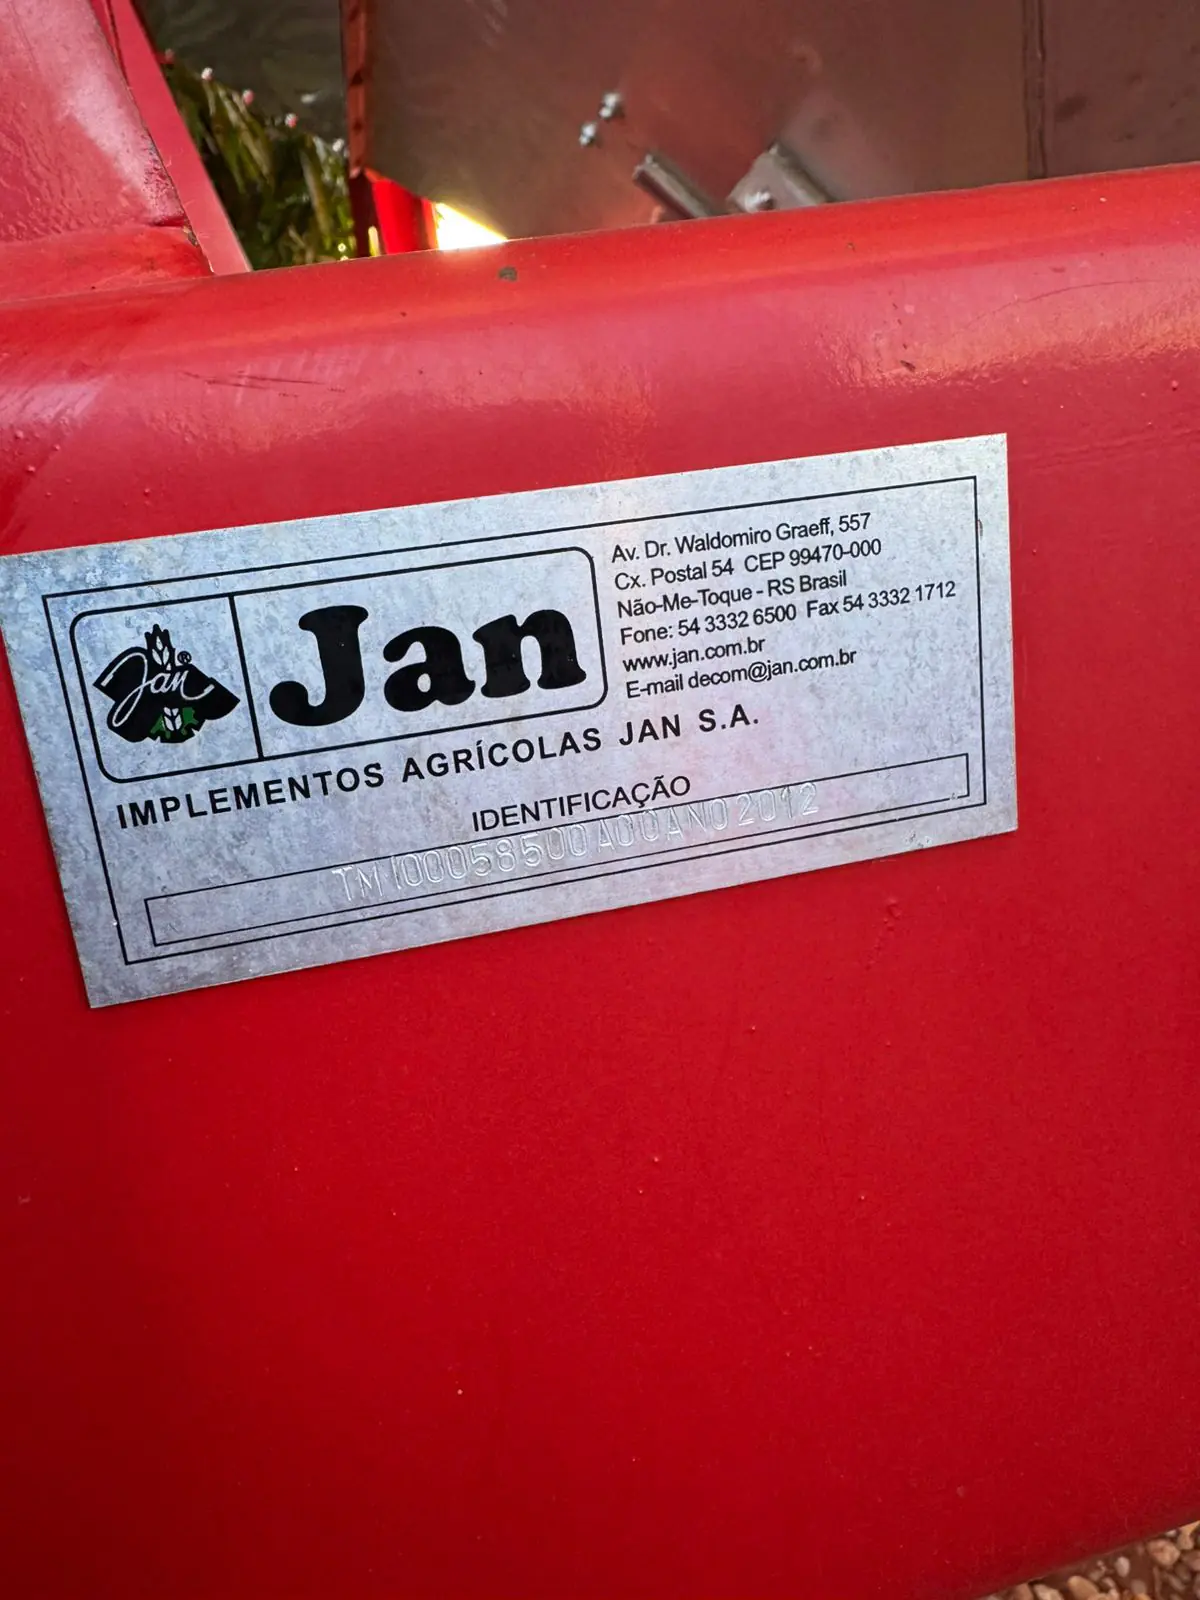 Jan®
Jan
Av. Dr. Waldomiro Graeff, 557
Cx. Postal 54 CEP 99470-000
Não-Me-Toque - RS Brasil
Fone: 54 3332 6500 Fax 54 3332 1712
www.jan.com.br
E-mail decom@jan.com.br
IMPLEMENTOS AGRÍCOLAS JAN S.A.
IDENTIFICAÇÃO
TM100058500A00ANO2012